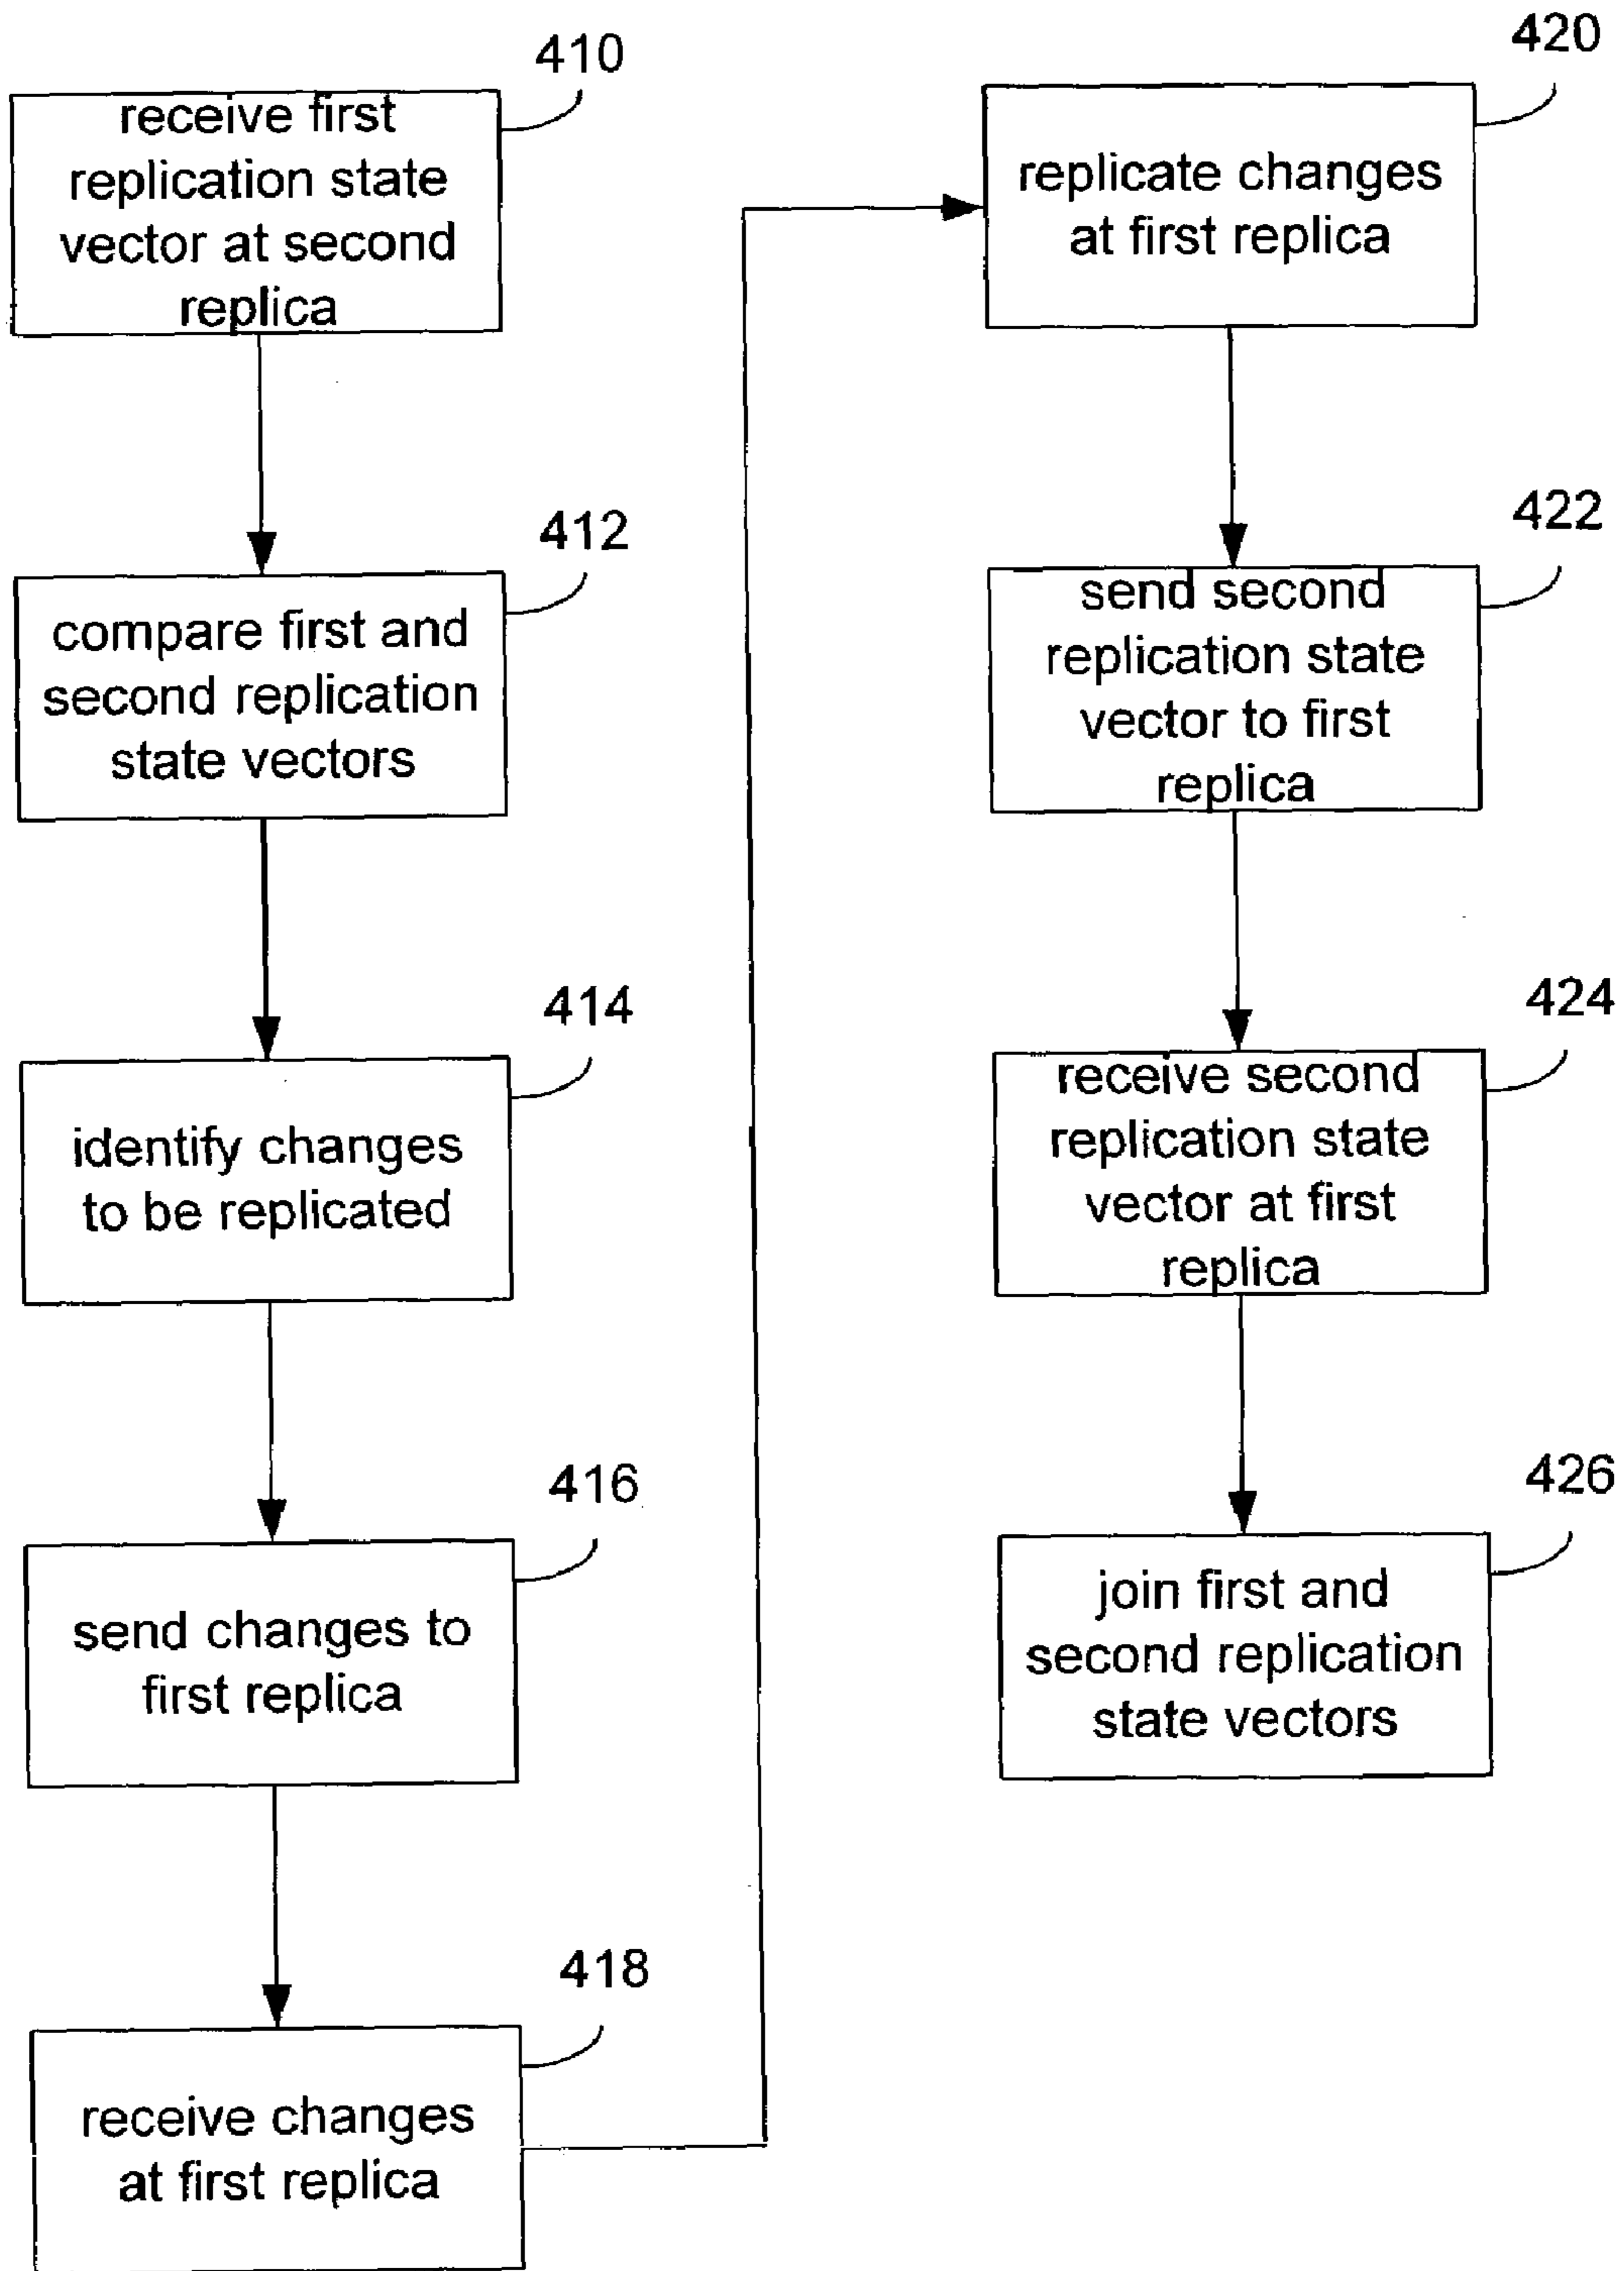 410
receive first
replication state
vector at second
replica
412
compare first and
second replication
state vectors
414
identify changes
to be replicated
416
send changes to
first replica
418
receive changes
at first replica
420
replicate changes
at first replica
422
send second
replication state
vector to first
replica
424
receive second
replication state
vector at first
replica
426
join first and
second replication
state vectors